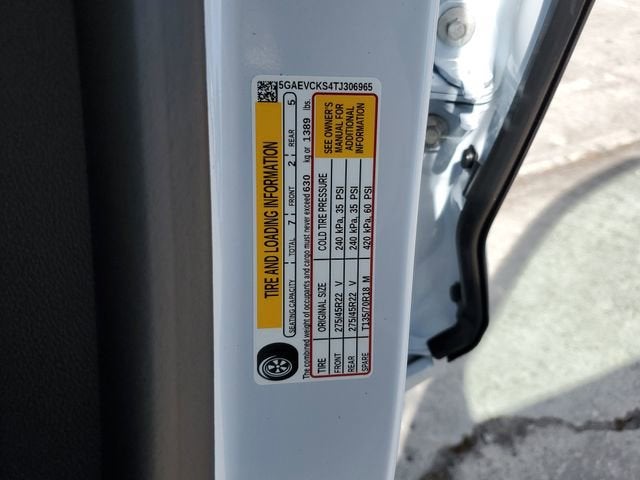 5GAEVCKS4TJ306965
TIRE AND LOADING INFORMATION
SEATING CAPACITY TOTAL 7 FRONT 2 REAR 5
The combined weight of occupants and cargo must never exceed 630 kg or 1389 lbs.
TIRE ORIGINAL SIZE COLD TIRE PRESSURE
FRONT 275/45R22 V 240 kPa, 35 PSI
REAR 275/45R22 V 240 kPa, 35 PSI
SPARE T135/70R18 M 420 kPa, 60 PSI
SEE OWNER'S
MANUAL FOR
ADDITIONAL
INFORMATION